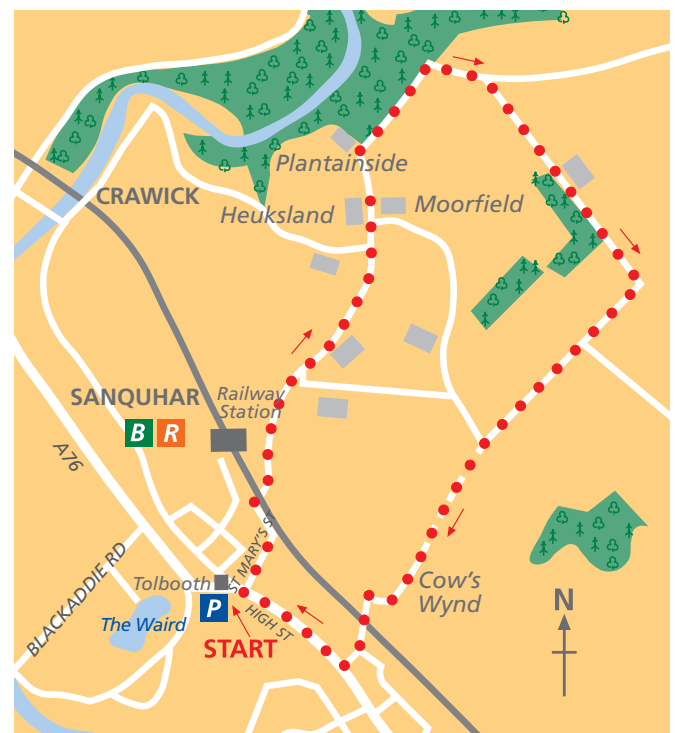 Plantainside
CRAWICK
Heuksland
Moorfield
SANQUHAR
Railway
Station
B R
A76
ST MARY'S ST
BLACKADDIE RD
Tolbooth
P
The Waird
HIGH ST
START
Cow's
Wynd
N